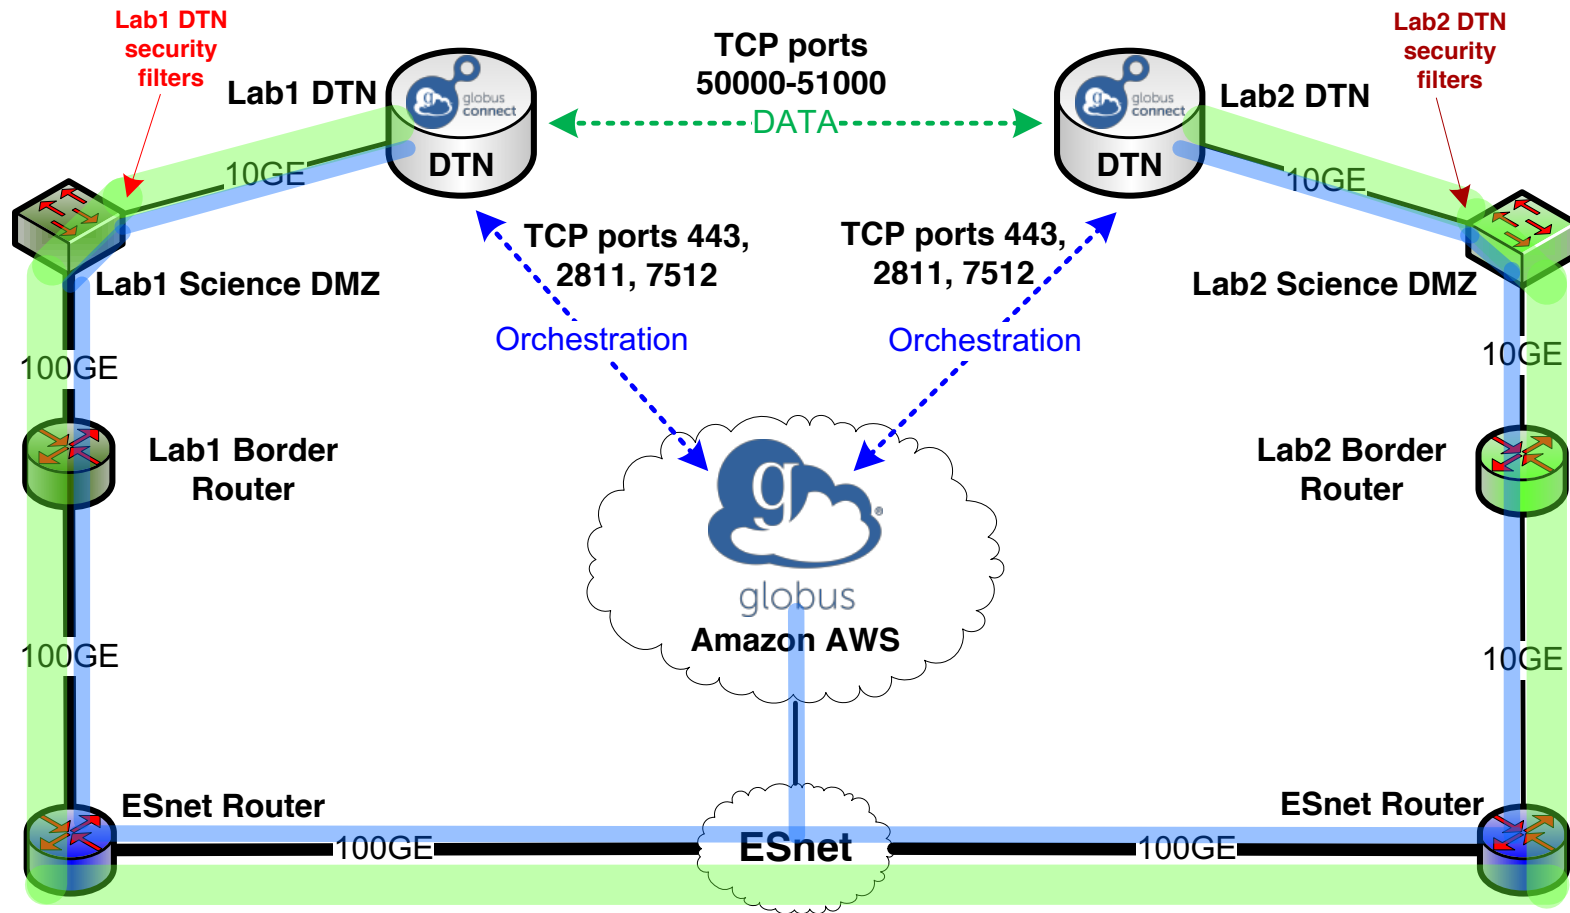 Lab1 DTN
security
filters
Lab2 DTN
security
filters
TCP ports
50000-51000
DATA
Lab1 DTN
g globus
connect
DTN
g globus
connect
DTN
Lab2 DTN
10GE
10GE
TCP ports 443,
2811, 7512
TCP ports 443,
2811, 7512
Lab1 Science DMZ
Lab2 Science DMZ
Orchestration
Orchestration
100GE
10GE
Lab1 Border
Router
Lab2 Border
Router
g
®
globus
Amazon AWS
100GE
10GE
ESnet Router
ESnet Router
100GE
ESnet
100GE